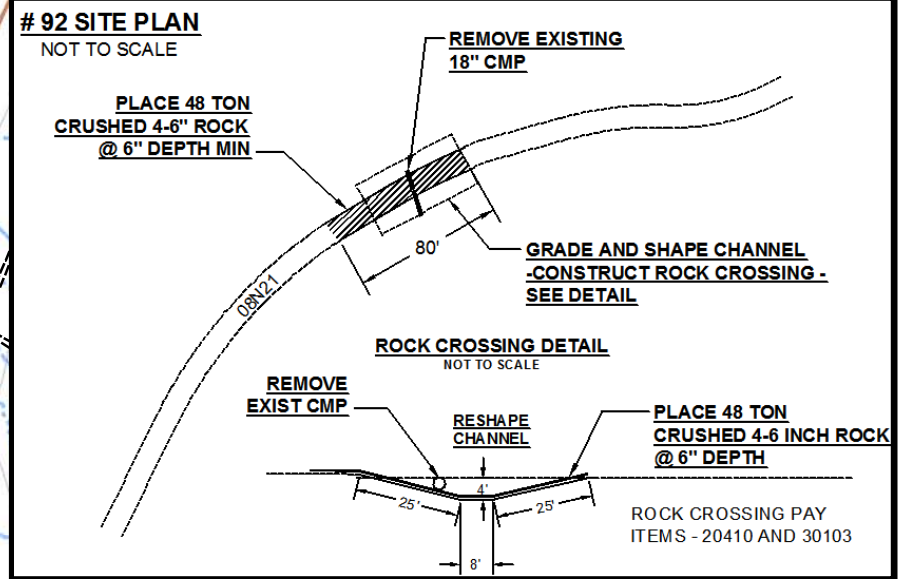 # 92 SITE PLAN
NOT TO SCALE
REMOVE EXISTING
18" CMP
PLACE 48 TON
CRUSHED 4-6" ROCK
@ 6" DEPTH MIN
80'
GRADE AND SHAPE CHANNEL
-CONSTRUCT ROCK CROSSING -
SEE DETAIL
08N21
ROCK CROSSING DETAIL
NOT TO SCALE
REMOVE
EXIST CMP
RESHAPE
CHANNEL
PLACE 48 TON
CRUSHED 4-6 INCH ROCK
@ 6" DEPTH
4'
25'
25'
8'
ROCK CROSSING PAY
ITEMS - 20410 AND 30103